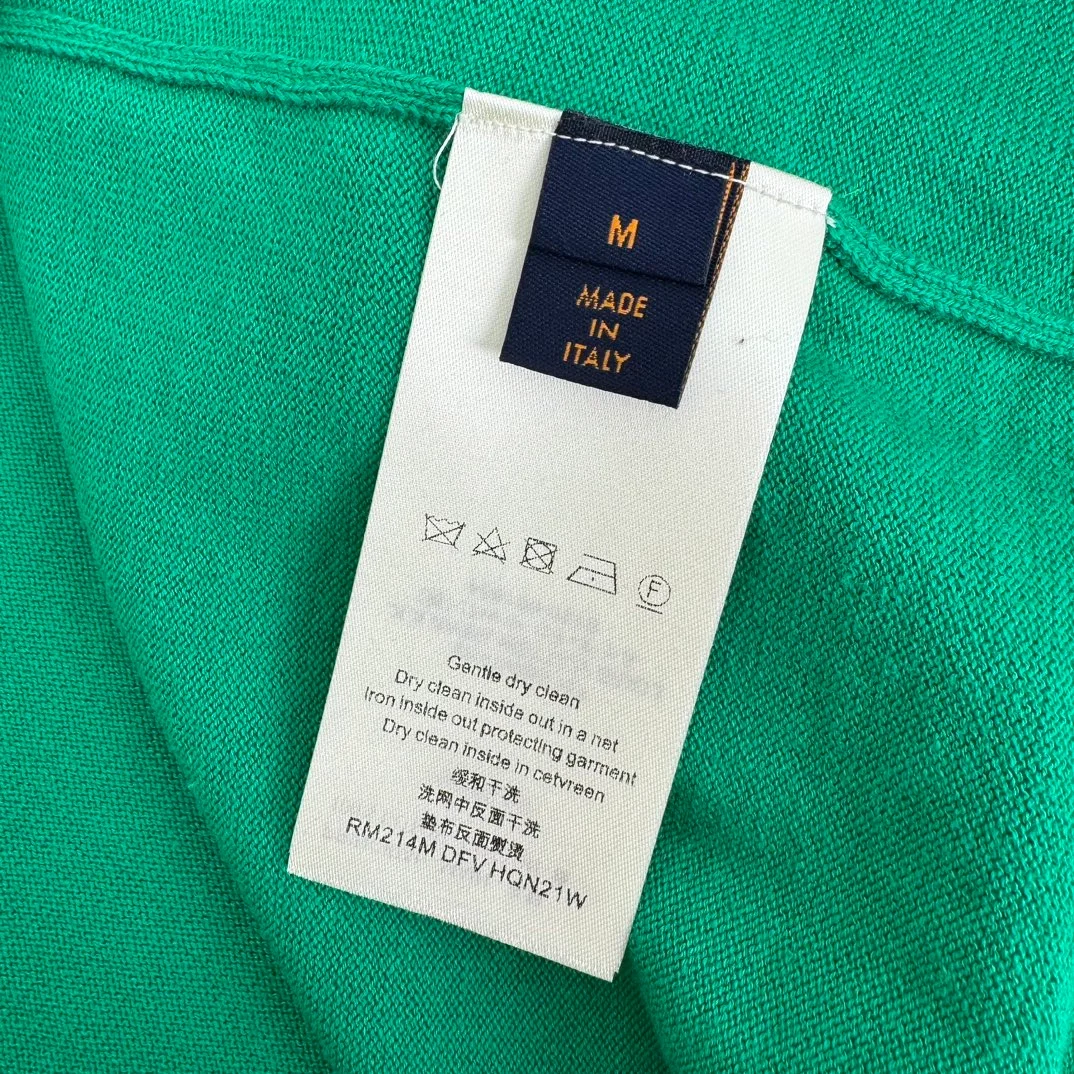 M
MADE
IN
ITALY
F
Gentle dry clean
Dry clean inside out in a net
Iron inside out protecting garment
Dry clean inside in cetvreen
缓和干洗
洗网中反面干洗
垫布反面熨烫
RM214M DFV HQN21W